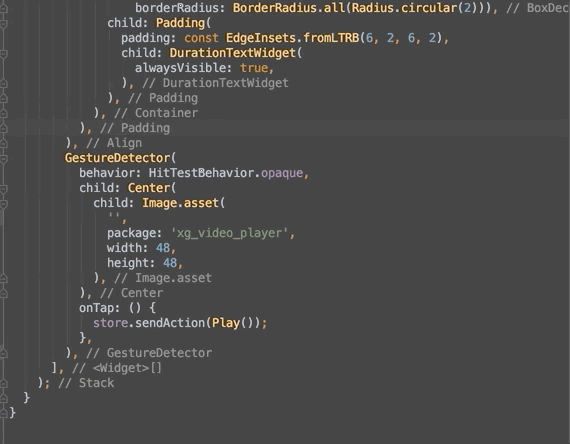 borderRadius: BorderRadius.all(Radius.circular(2))), // BoxDec
child: Padding(
padding: const EdgeInsets.fromLTRB(6, 2, 6, 2),
child: DurationTextWidget(
alwaysVisible: true,
), // DurationTextWidget
), // Padding
), // Container
), // Padding
), // Align
GestureDetector(
behavior: HitTestBehavior.opaque,
child: Center(
child: Image.asset(
'',
package: 'xg_video_player',
width: 48,
height: 48,
), // Image.asset
), // Center
onTap: () {
store.sendAction(Play());
},
), // GestureDetector
], // <Widget>[]
); // Stack
}
}